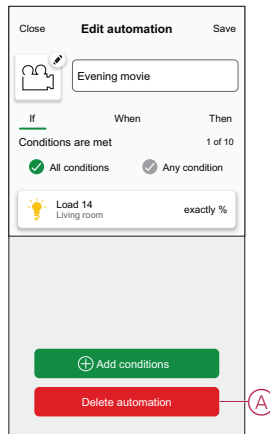 Close Edit automation Save
Evening movie
If When Then
Conditions are met 1 of 10
All conditions Any condition
Load 14
Living room
exactly %
Add conditions
Delete automation
A